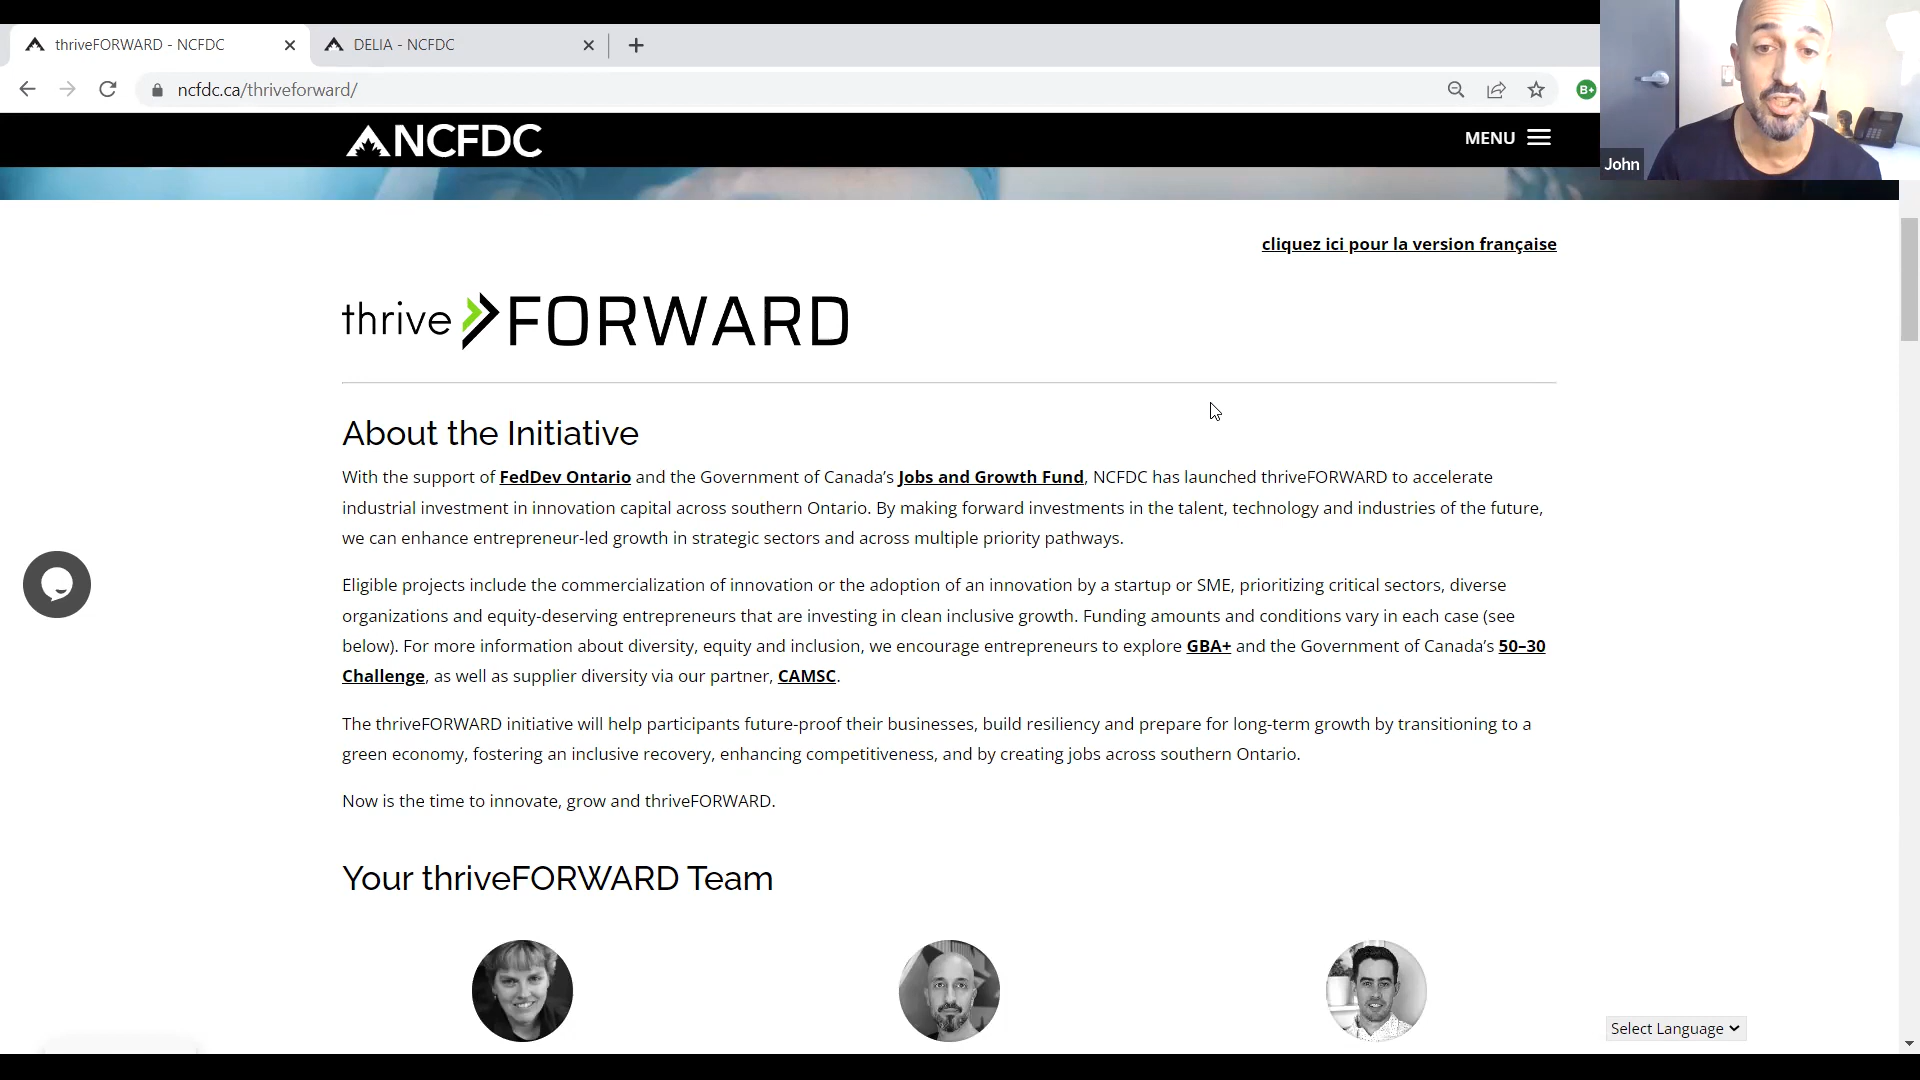 thriveFORWARD - NCFDC
DELIA - NCFDC
ncfdc.ca/thriveforward/
B+
NCFDC
MENU
John
cliquez ici pour la version française
thrive FORWARD
About the Initiative
With the support of FedDev Ontario and the Government of Canada's Jobs and Growth Fund, NCFDC has launched thriveFORWARD to accelerate
industrial investment in innovation capital across southern Ontario. By making forward investments in the talent, technology and industries of the future,
we can enhance entrepreneur-led growth in strategic sectors and across multiple priority pathways.
Eligible projects include the commercialization of innovation or the adoption of an innovation by a startup or SME, prioritizing critical sectors, diverse
organizations and equity-deserving entrepreneurs that are investing in clean inclusive growth. Funding amounts and conditions vary in each case (see
below). For more information about diversity, equity and inclusion, we encourage entrepreneurs to explore GBA+ and the Government of Canada's 50–30
Challenge, as well as supplier diversity via our partner, CAMSC.
The thriveFORWARD initiative will help participants future-proof their businesses, build resiliency and prepare for long-term growth by transitioning to a
green economy, fostering an inclusive recovery, enhancing competitiveness, and by creating jobs across southern Ontario.
Now is the time to innovate, grow and thriveFORWARD.
Your thriveFORWARD Team
Select Language